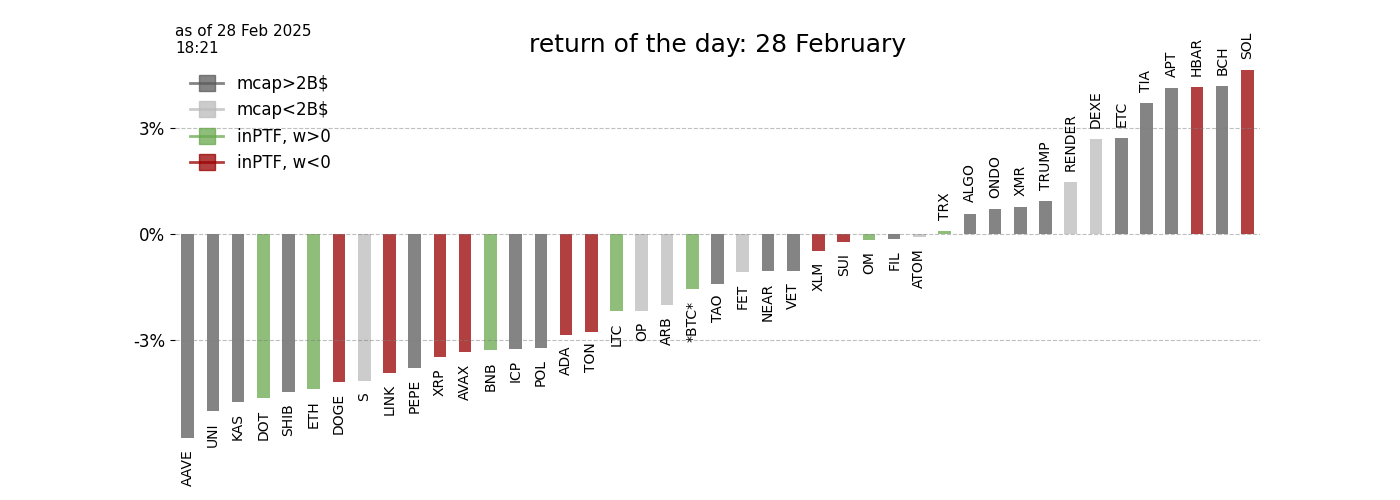 as of 28 Feb 2025
18:21
return of the day: 28 February
mcap>2B$
mcap<2B$
inPTF, w>0
inPTF, w<0
3%
0%
-3%
AAVE
UNI
KAS
DOT
SHIB
ETH
DOGE
S
LINK
PEPE
XRP
AVAX
BNB
ICP
POL
ADA
TON
LTC
OP
ARB
*BTC*
TAO
FET
NEAR
VET
XLM
SUI
OM
FIL
ATOM
TRX
ALGO
ONDO
XMR
TRUMP
RENDER
DEXE
ETC
TIA
APT
HBAR
BCH
SOL